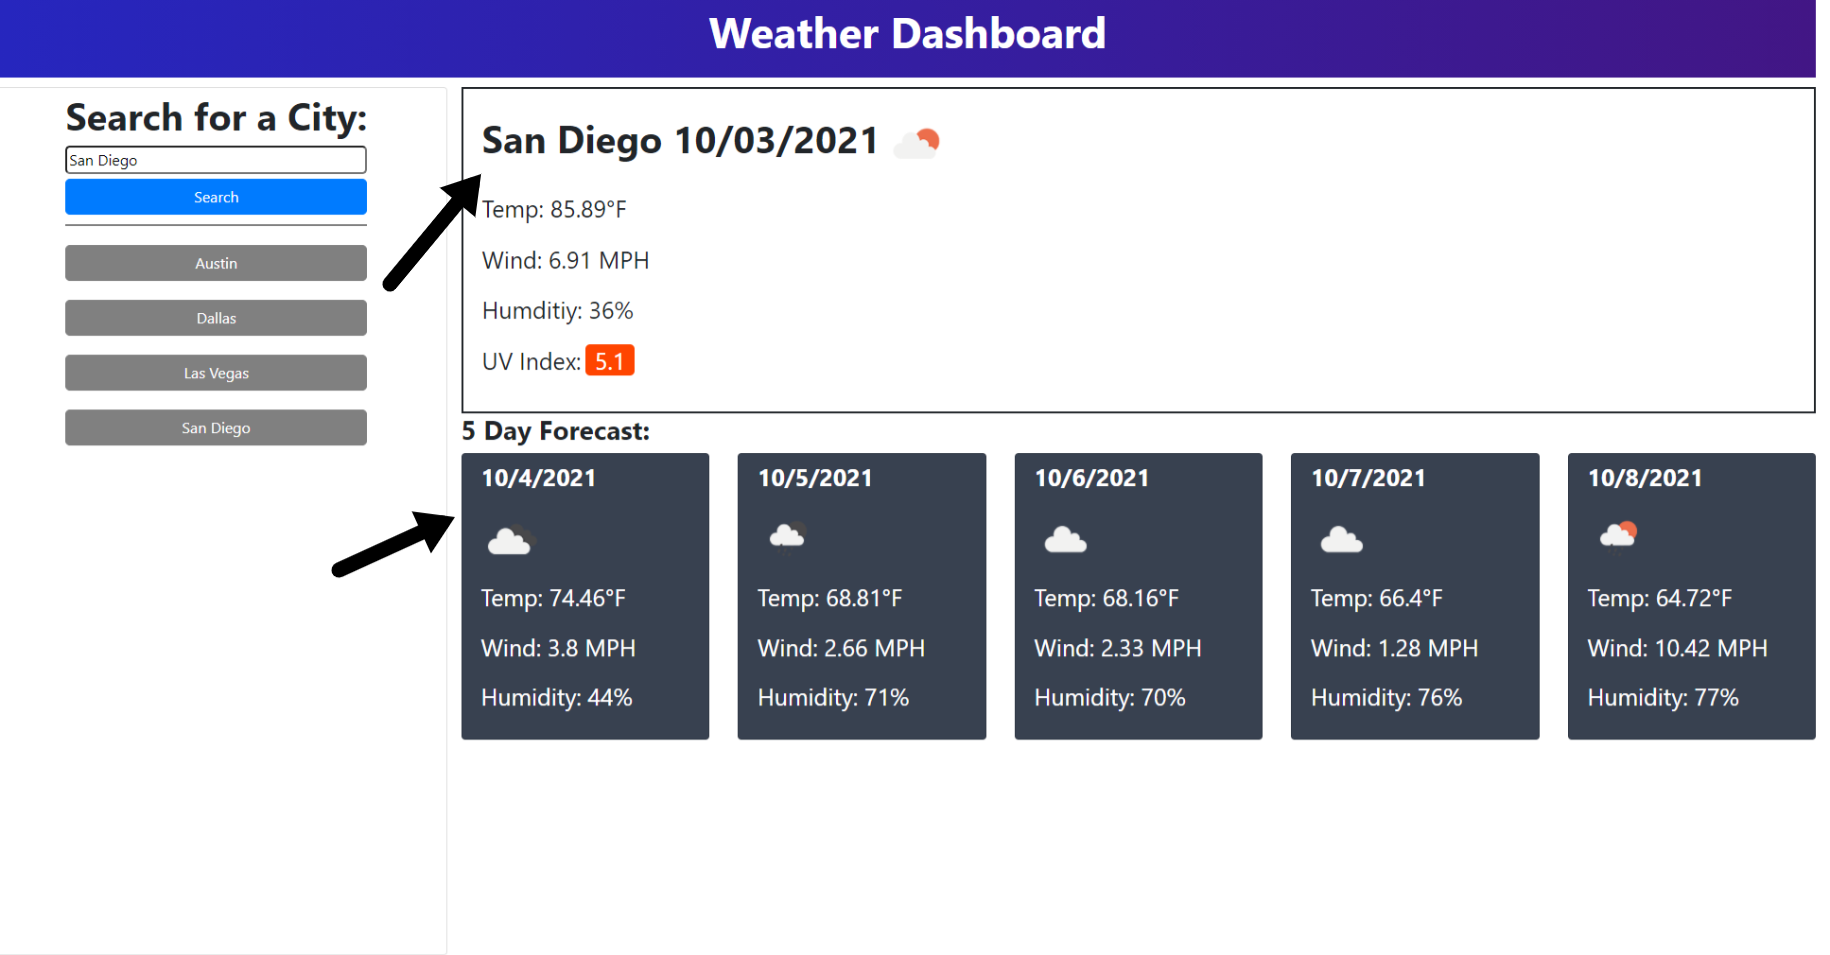 Weather Dashboard
Search for a City:
San Diego
Search
Austin
Dallas
Las Vegas
San Diego
San Diego 10/03/2021
Temp: 85.89°F
Wind: 6.91 MPH
Humditiy: 36%
UV Index: 5.1
5 Day Forecast:
10/4/2021
Temp: 74.46°F
Wind: 3.8 MPH
Humidity: 44%
10/5/2021
Temp: 68.81°F
Wind: 2.66 MPH
Humidity: 71%
10/6/2021
Temp: 68.16°F
Wind: 2.33 MPH
Humidity: 70%
10/7/2021
Temp: 66.4°F
Wind: 1.28 MPH
Humidity: 76%
10/8/2021
Temp: 64.72°F
Wind: 10.42 MPH
Humidity: 77%